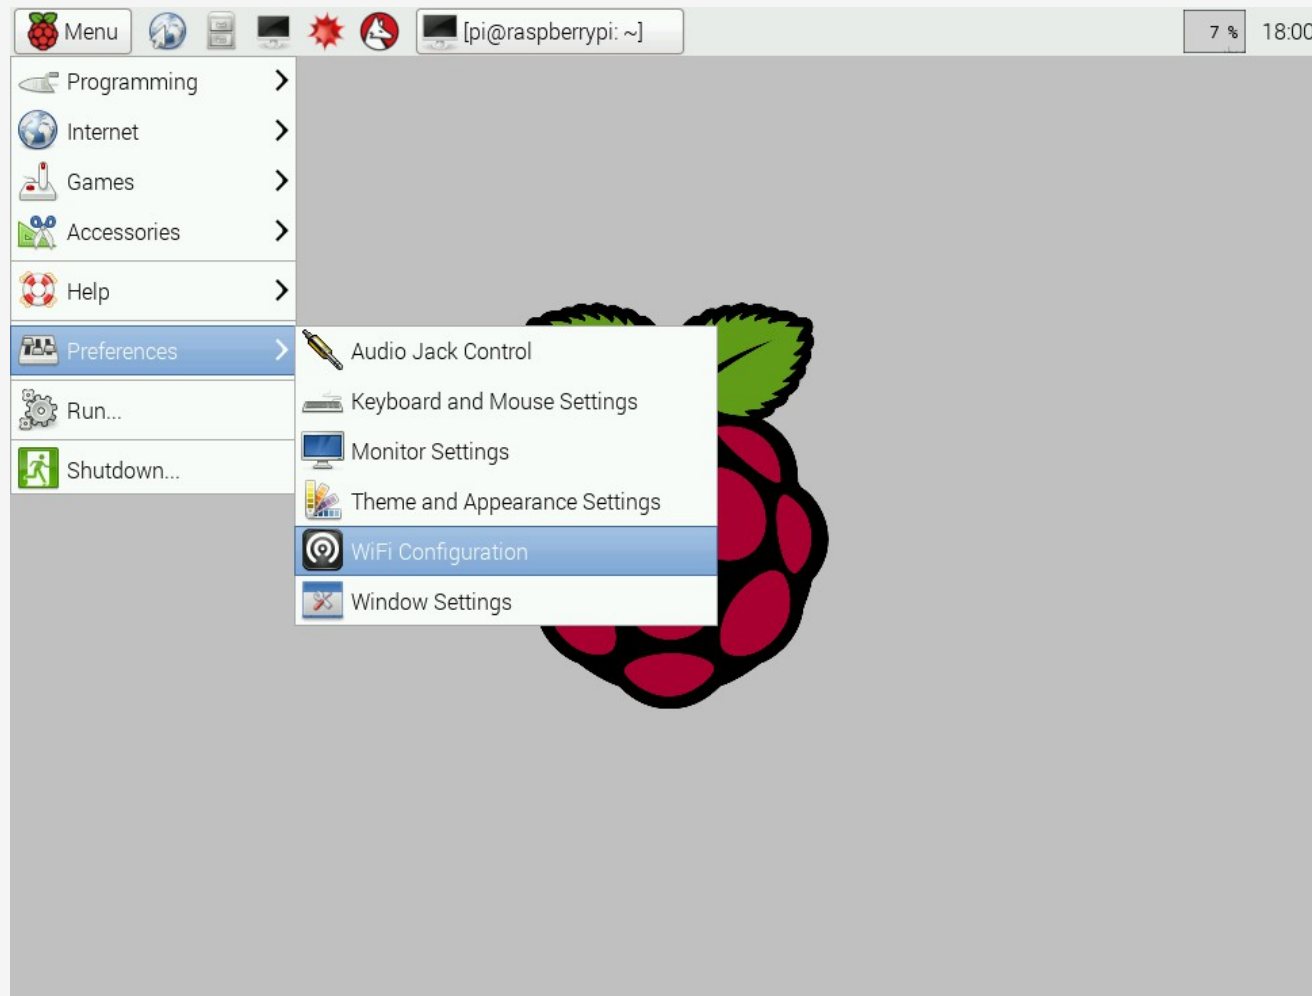 Menu
[pi@raspberrypi: ~]
7 %
18:00
Programming
Internet
Games
Accessories
Help
Preferences
Run...
Shutdown...
Audio Jack Control
Keyboard and Mouse Settings
Monitor Settings
Theme and Appearance Settings
WiFi Configuration
Window Settings